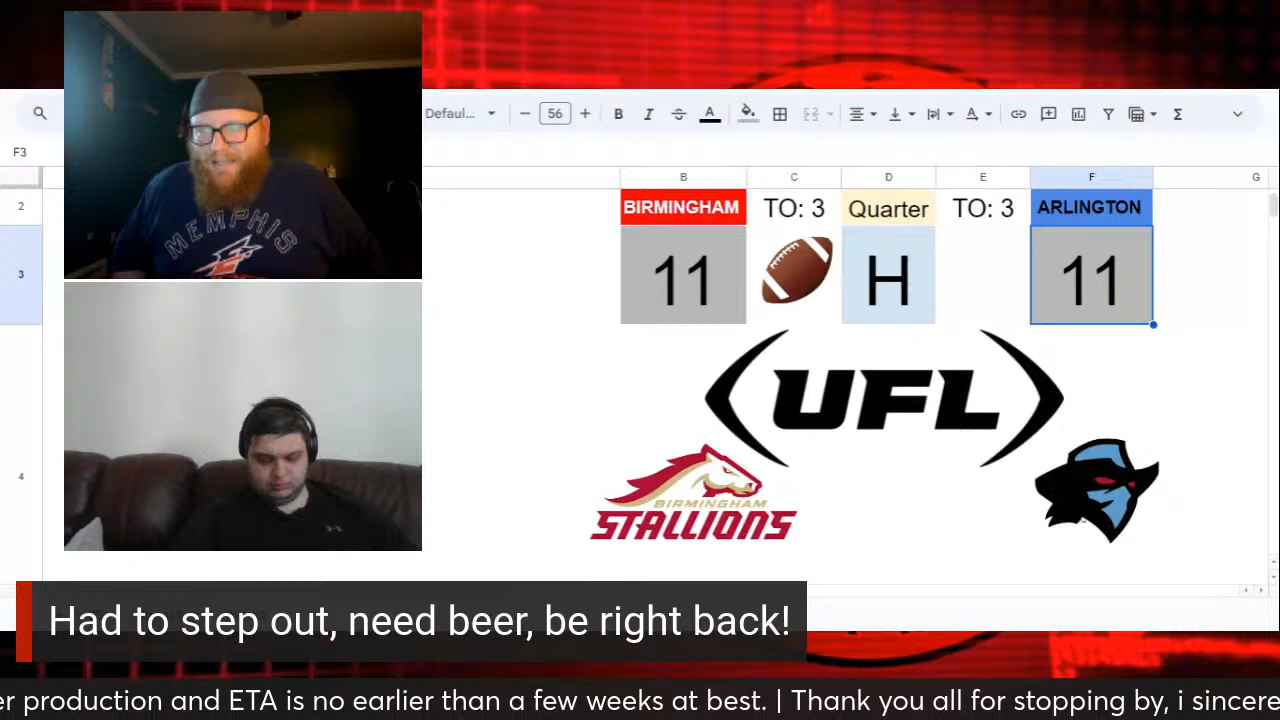 Defaul...
56
B
I
A
Σ
F3
B
C
D
E
F
G
2
BIRMINGHAM
TO: 3
Quarter
TO: 3
ARLINGTON
3
11
H
11
MEMPHIS
UFL
4
BIRMINGHAM
STALLIONS
Had to step out, need beer, be right back!
er production and ETA is no earlier than a few weeks at best. | Thank you all for stopping by, i sincere